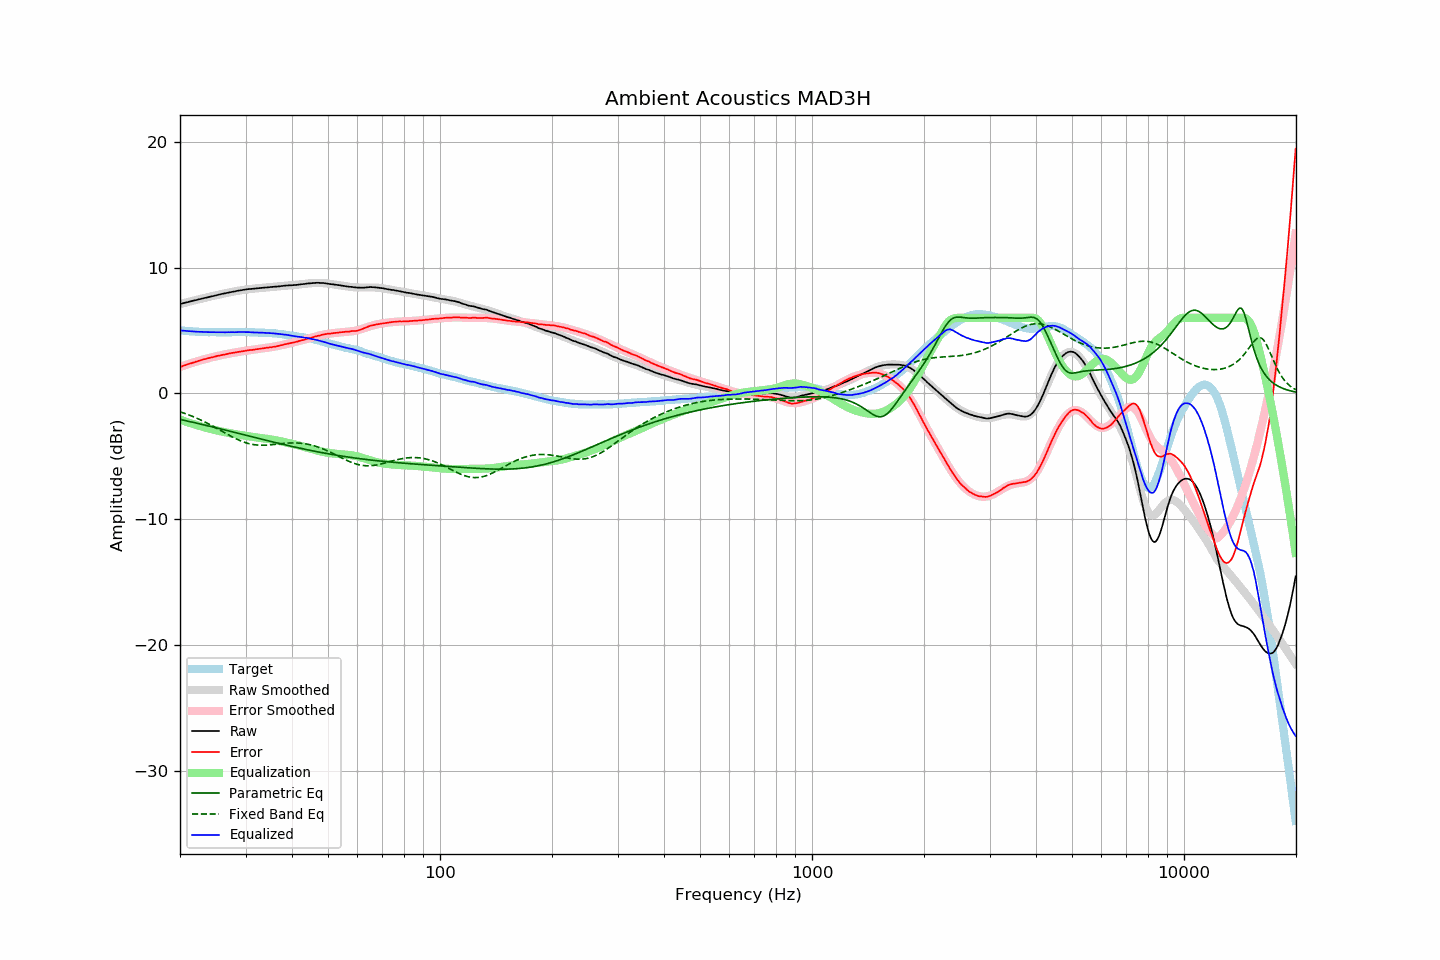 Ambient Acoustics MAD3H
20
10
0
−10
−20
−30
Amplitude (dBr)
Target
Raw Smoothed
Error Smoothed
Raw
Error
Equalization
Parametric Eq
Fixed Band Eq
Equalized
100
1000
10000
Frequency (Hz)